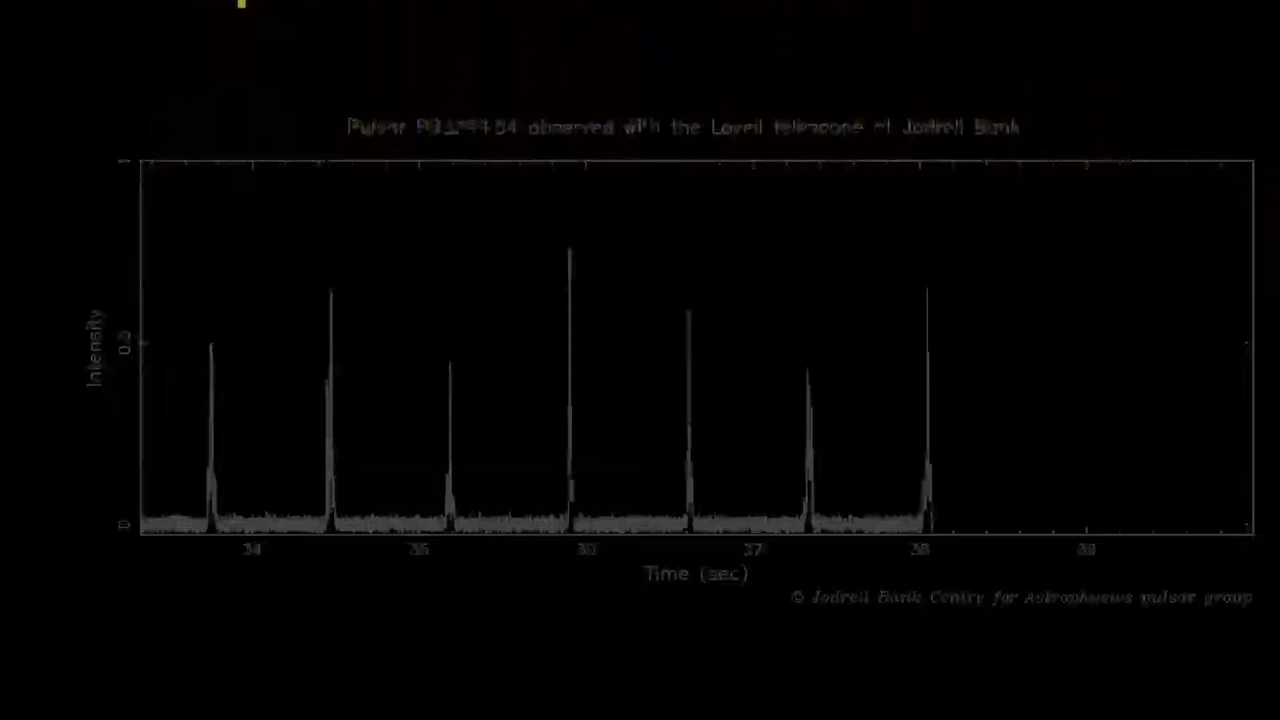 Pulsar observed with the Lovell telescope at Jodrell Bank
1
Intensity
0.5
0
34 35 36 37 38 39
Time (sec)
© Jodrell Bank Centre for Astrophysics pulsar group